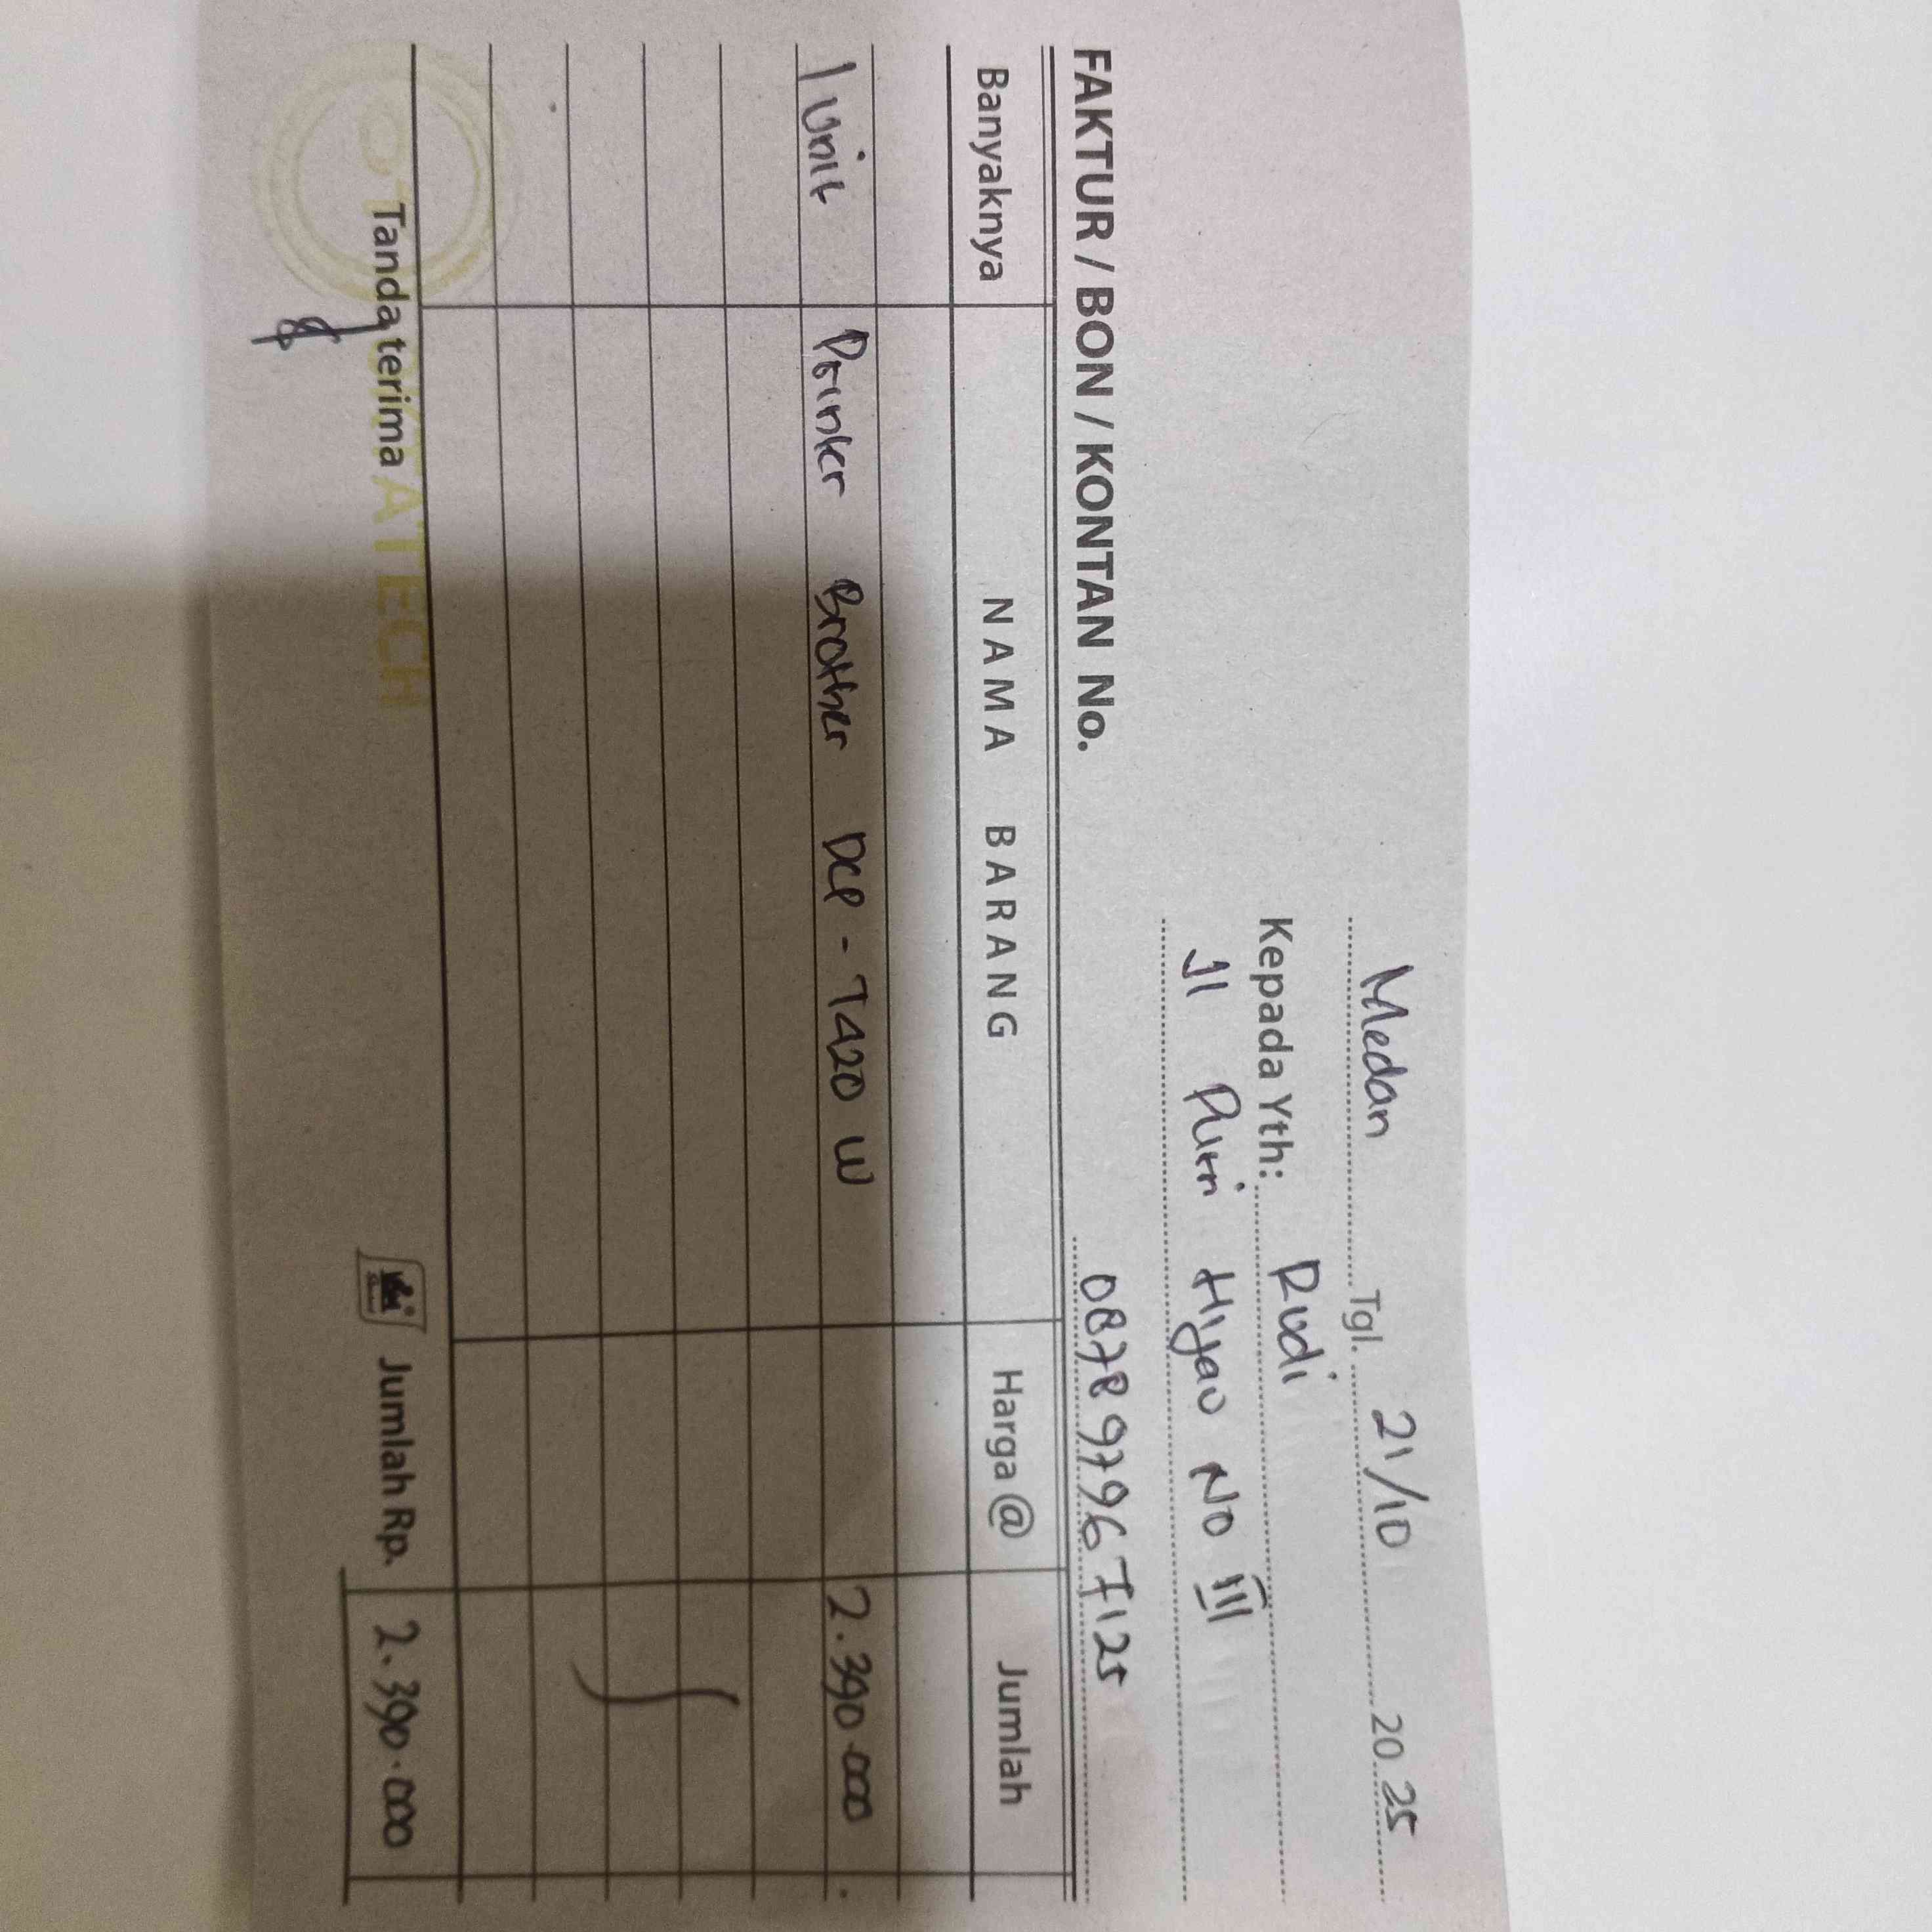 Medan Tgl. 21/10 20 25
Kepada Yth: Rudi
Jl Puri Hijau No III
FAKTUR / BON / KONTAN No. 0878 9796 7125
Banyaknya NAMA BARANG Harga @ Jumlah
1 Unit Printer Brother DCP - T420 W 2.390.000
Tanda terima Jumlah Rp. 2.390.000
ATECH